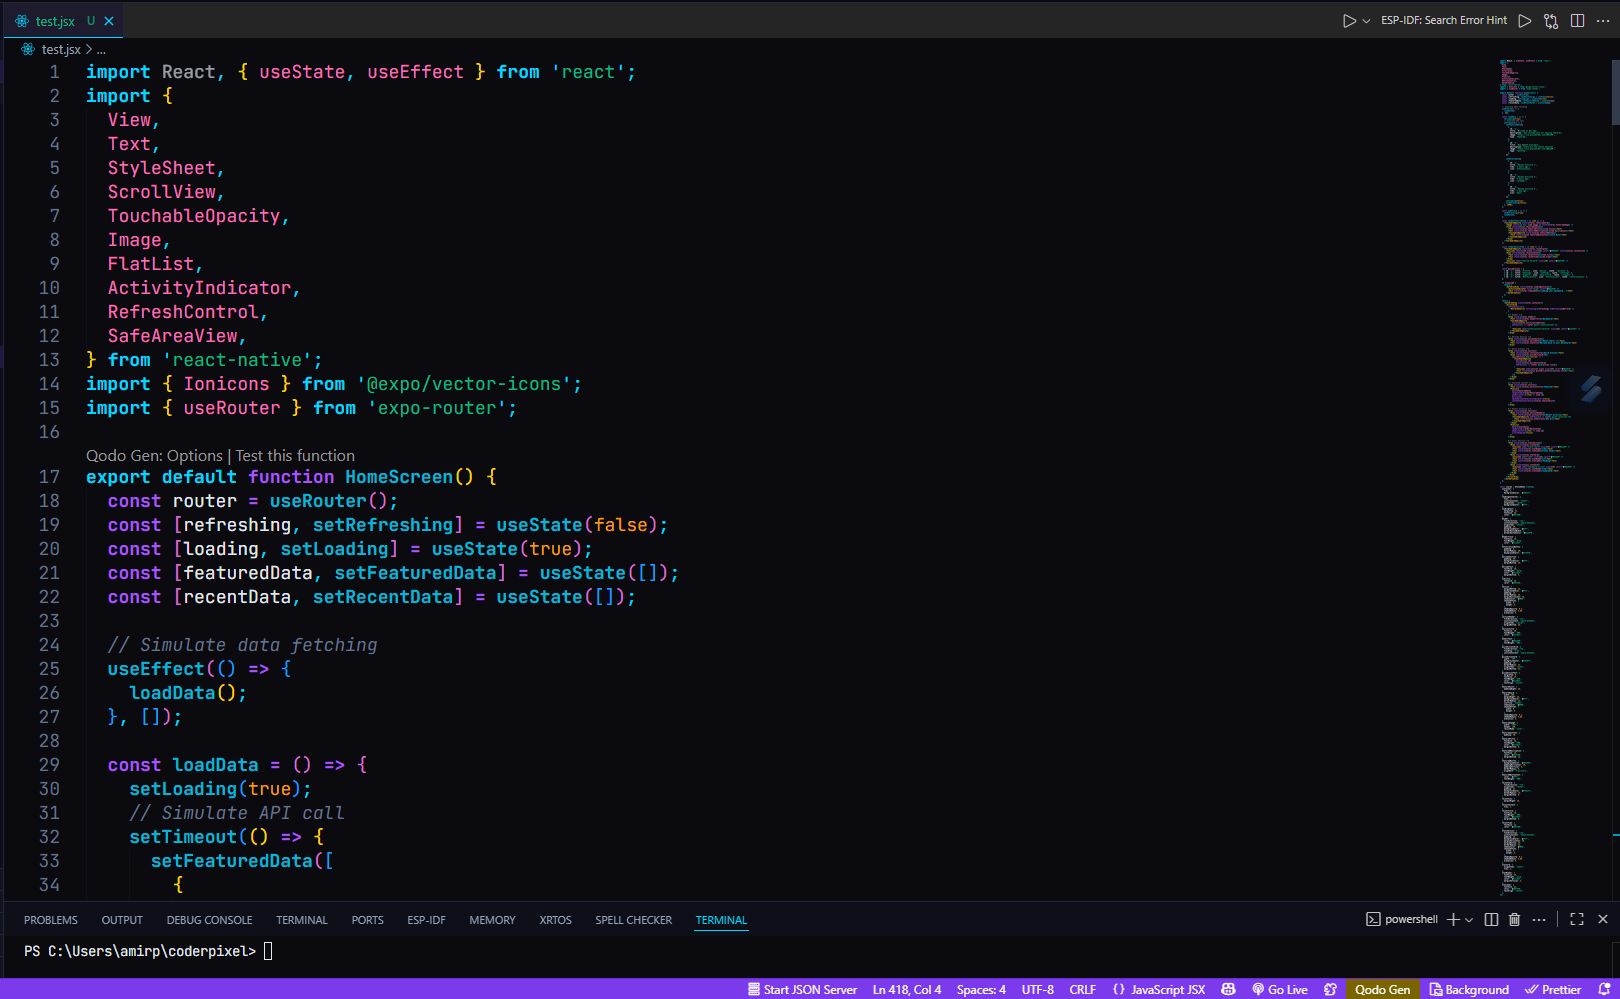 test.jsx U
ESP-IDF: Search Error Hint
test.jsx > ...
1 import React, { useState, useEffect } from 'react';
2 import {
3 View,
4 Text,
5 StyleSheet,
6 ScrollView,
7 TouchableOpacity,
8 Image,
9 FlatList,
10 ActivityIndicator,
11 RefreshControl,
12 SafeAreaView,
13 } from 'react-native';
14 import { Ionicons } from '@expo/vector-icons';
15 import { useRouter } from 'expo-router';
16
Qodo Gen: Options | Test this function
17 export default function HomeScreen() {
18 const router = useRouter();
19 const [refreshing, setRefreshing] = useState(false);
20 const [loading, setLoading] = useState(true);
21 const [featuredData, setFeaturedData] = useState([]);
22 const [recentData, setRecentData] = useState([]);
23
24 // Simulate data fetching
25 useEffect(() => {
26 loadData();
27 }, []);
28
29 const loadData = () => {
30 setLoading(true);
31 // Simulate API call
32 setTimeout(() => {
33 setFeaturedData([
34 {
PROBLEMS OUTPUT DEBUG CONSOLE TERMINAL PORTS ESP-IDF MEMORY XRTOS SPELL CHECKER TERMINAL
powershell
PS C:\Users\amirp\coderpixel>
Start JSON Server Ln 418, Col 4 Spaces: 4 UTF-8 CRLF {} JavaScript JSX Go Live Qodo Gen Background Prettier